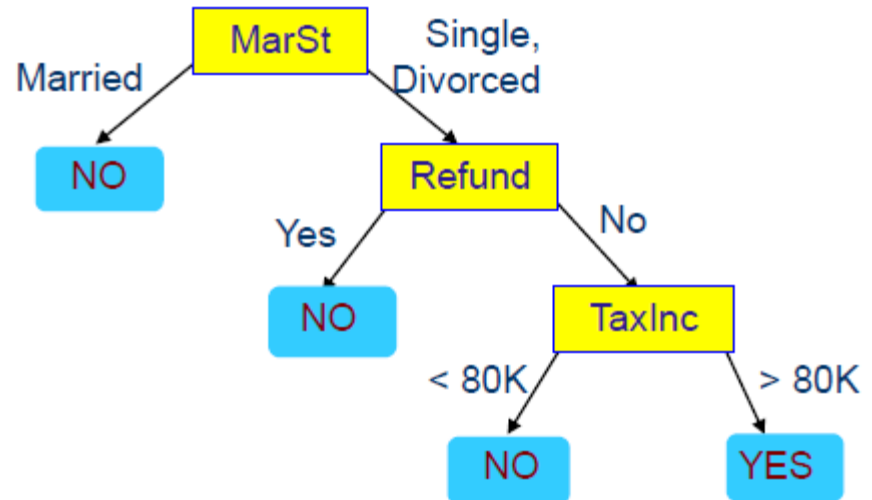 MarSt
Single,
Married
Divorced
NO
Refund
Yes
No
NO
TaxInc
< 80K
> 80K
NO
YES